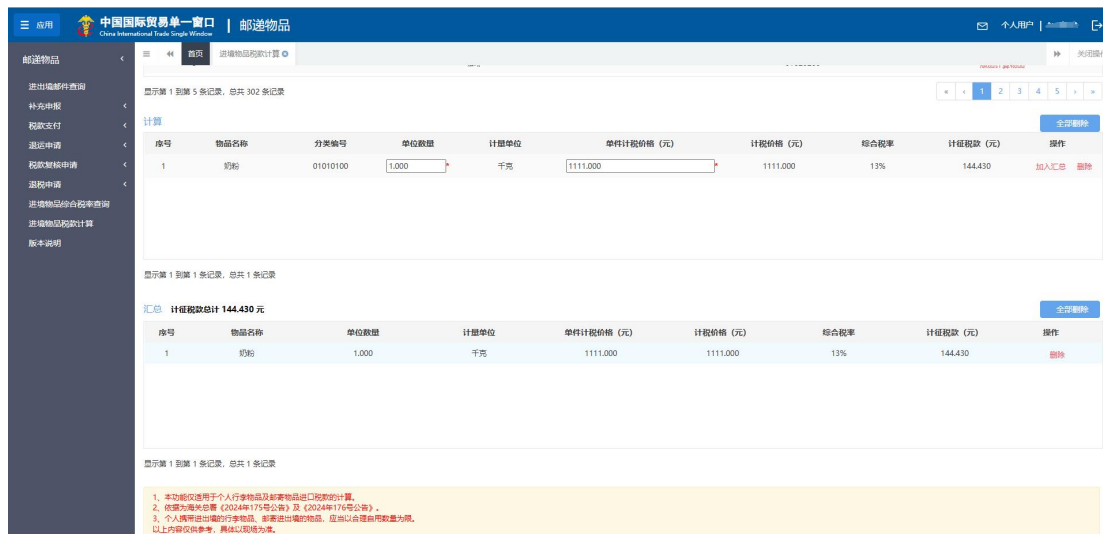 应用 中国国际贸易单一窗口 | 邮递物品 个人用户 |
China International Trade Single Window
邮递物品 首页 进境物品税款计算 关闭操
进出境邮件查询
补充申报
税款支付
退运申请
税款复核申请
退税申请
进境物品综合税率查询
进境物品税款计算
版本说明
显示第 1 到第 5 条记录，总共 302 条记录 « ‹ 1 2 3 4 5 › »
计算 全部删除
序号 物品名称 分类编号 单位数量 计量单位 单件计税价格（元） 计税价格（元） 综合税率 计征税款（元） 操作
1 奶粉 01010100 1.000 * 千克 1111.000 * 1111.000 13% 144.430 加入汇总 删除
显示第 1 到第 1 条记录，总共 1 条记录
汇总 计征税款总计 144.430 元 全部删除
序号 物品名称 单位数量 计量单位 单件计税价格（元） 计税价格（元） 综合税率 计征税款（元） 操作
1 奶粉 1.000 千克 1111.000 1111.000 13% 144.430 删除
显示第 1 到第 1 条记录，总共 1 条记录
1、本功能仅适用于个人行李物品及邮寄物品进口税款的计算。
2、依据为海关总署《2024年175号公告》及《2024年176号公告》。
3、个人携带进出境的行李物品、邮寄进出境的物品，应当以合理自用数量为限。
以上内容仅供参考，具体以现场为准。